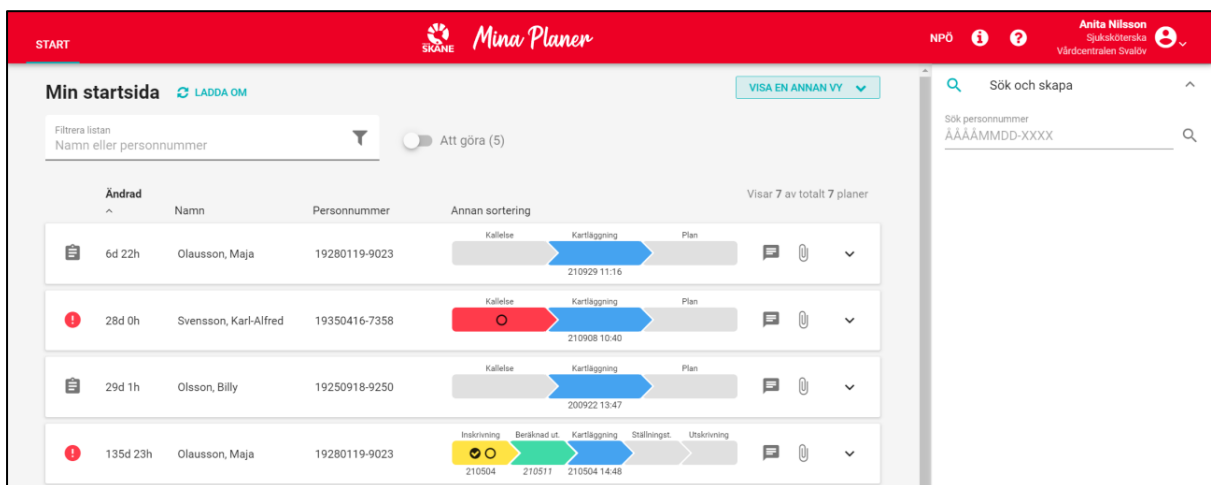 START
SKÅNE
Mina Planer
NPÖ
Anita Nilsson
Sjuksköterska
Vårdcentralen Svalöv
Min startsida LADDA OM
VISA EN ANNAN VY
Filtrera listan
Namn eller personnummer
Att göra (5)
Sök och skapa
Sök personnummer
ÅÅÅÅMMDD-XXXX
Visar 7 av totalt 7 planer
Ändrad Namn Personnummer Annan sortering
Kallelse Kartläggning Plan
6d 22h Olausson, Maja 19280119-9023
210929 11:16
Kallelse Kartläggning Plan
28d 0h Svensson, Karl-Alfred 19350416-7358
210908 10:40
Kallelse Kartläggning Plan
29d 1h Olsson, Billy 19250918-9250
200922 13:47
Inskrivning Beräknad ut. Kartläggning Ställningst. Utskrivning
135d 23h Olausson, Maja 19280119-9023
210504 210511 210504 14:48